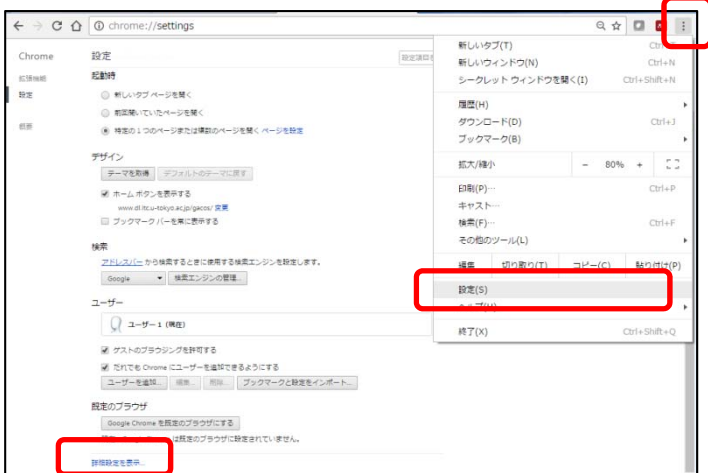 chrome://settings
Chrome
拡張機能
設定
概要
設定
起動時
新しいタブ ページを開く
前回開いていたページを開く
特定の 1 つのページまたは複数のページを開く ページを設定
デザイン
テーマを取得 デフォルトのテーマに戻す
ホーム ボタンを表示する
www.dl.itc.u-tokyo.ac.jp/gacos/ 変更
ブックマーク バーを常に表示する
検索
アドレスバー から検索するときに使用する検索エンジンを設定します。
Google 検索エンジンの管理...
ユーザー
ユーザー 1 (現在)
ゲストのブラウジングを許可する
だれでも Chrome にユーザーを追加できるようにする
ユーザーを追加... 編集... 削除... ブックマークと設定をインポート...
既定のブラウザ
Google Chrome を既定のブラウザにする
は既定のブラウザに設定されていません。
詳細設定を表示...
新しいタブ(T)
新しいウィンドウ(N) Ctrl+N
シークレット ウィンドウを開く(I) Ctrl+Shift+N
履歴(H)
ダウンロード(D) Ctrl+J
ブックマーク(B)
拡大/縮小 - 80% +
印刷(P)… Ctrl+P
キャスト…
検索(F)… Ctrl+F
その他のツール(L)
編集 切り取り(T) コピー(C) 貼り付け(P)
設定(S)
ヘルプ(H)
終了(X) Ctrl+Shift+Q